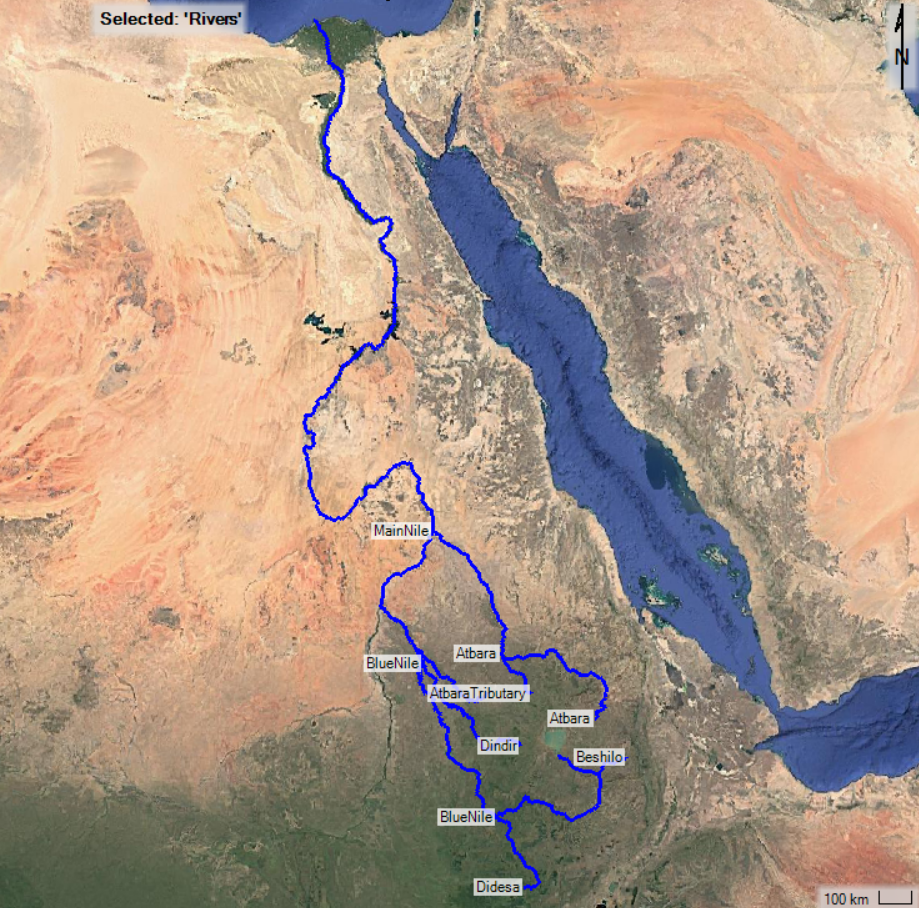 Selected: 'Rivers'
N
MainNile
Atbara
BlueNile
AtbaraTributary
Atbara
Dindir
Beshilo
BlueNile
Didesa
100 km